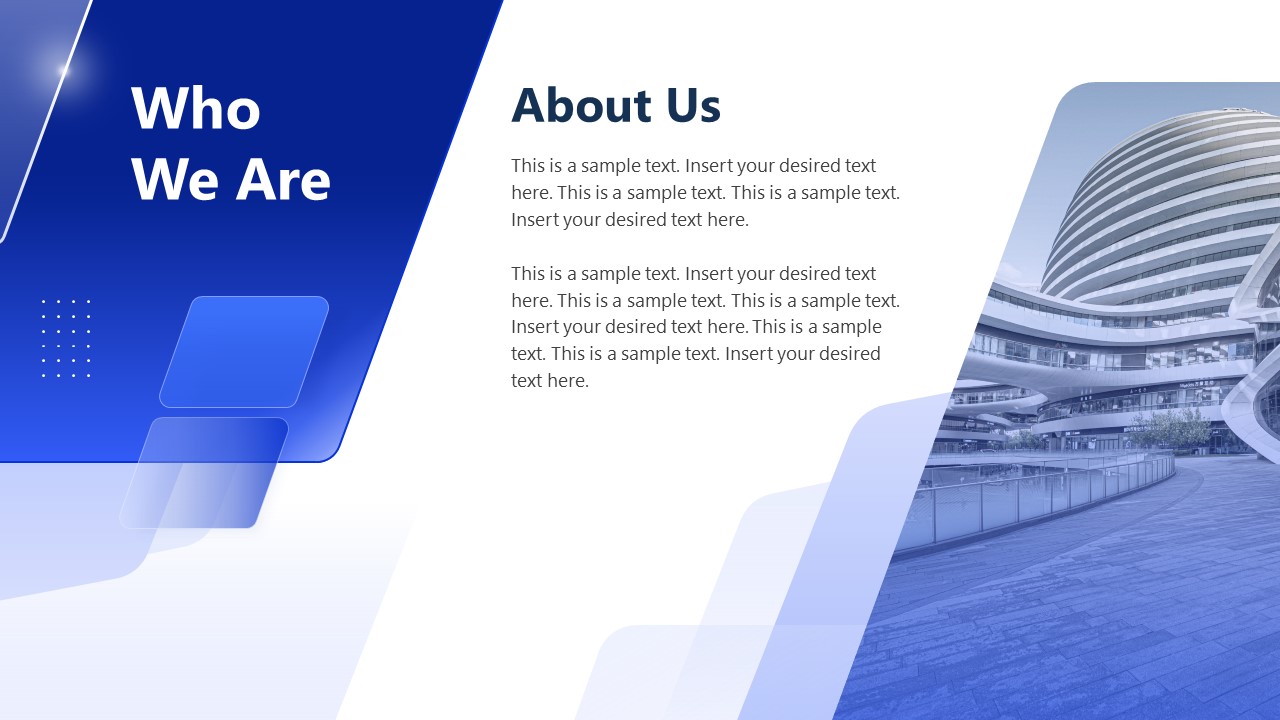 Who
We Are
About Us
This is a sample text. Insert your desired text
here. This is a sample text. This is a sample text.
Insert your desired text here.
This is a sample text. Insert your desired text
here. This is a sample text. This is a sample text.
Insert your desired text here. This is a sample
text. This is a sample text. Insert your desired
text here.